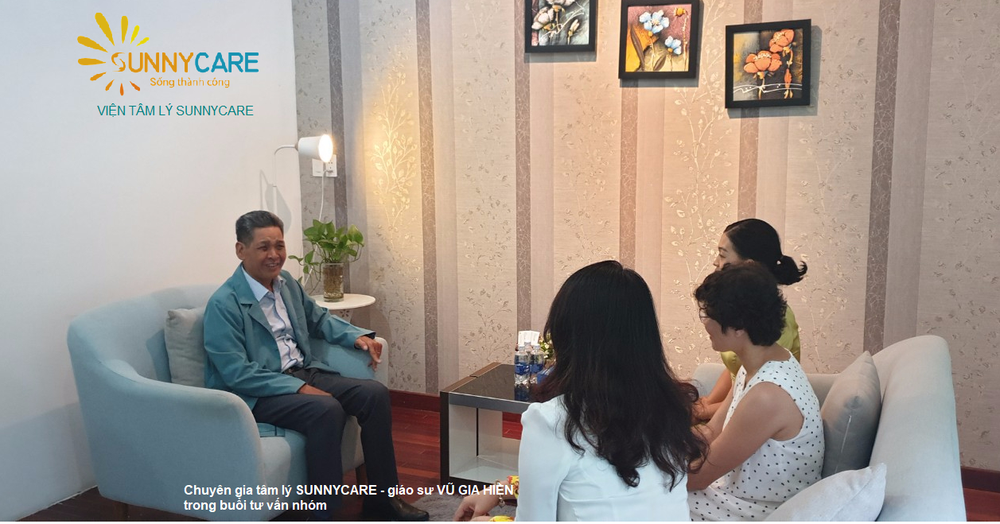 SUNNYCARE
Sống thành công
VIỆN TÂM LÝ SUNNYCARE
Chuyên gia tâm lý SUNNYCARE - giáo sư VŨ GIA HIỀN
trong buổi tư vấn nhóm